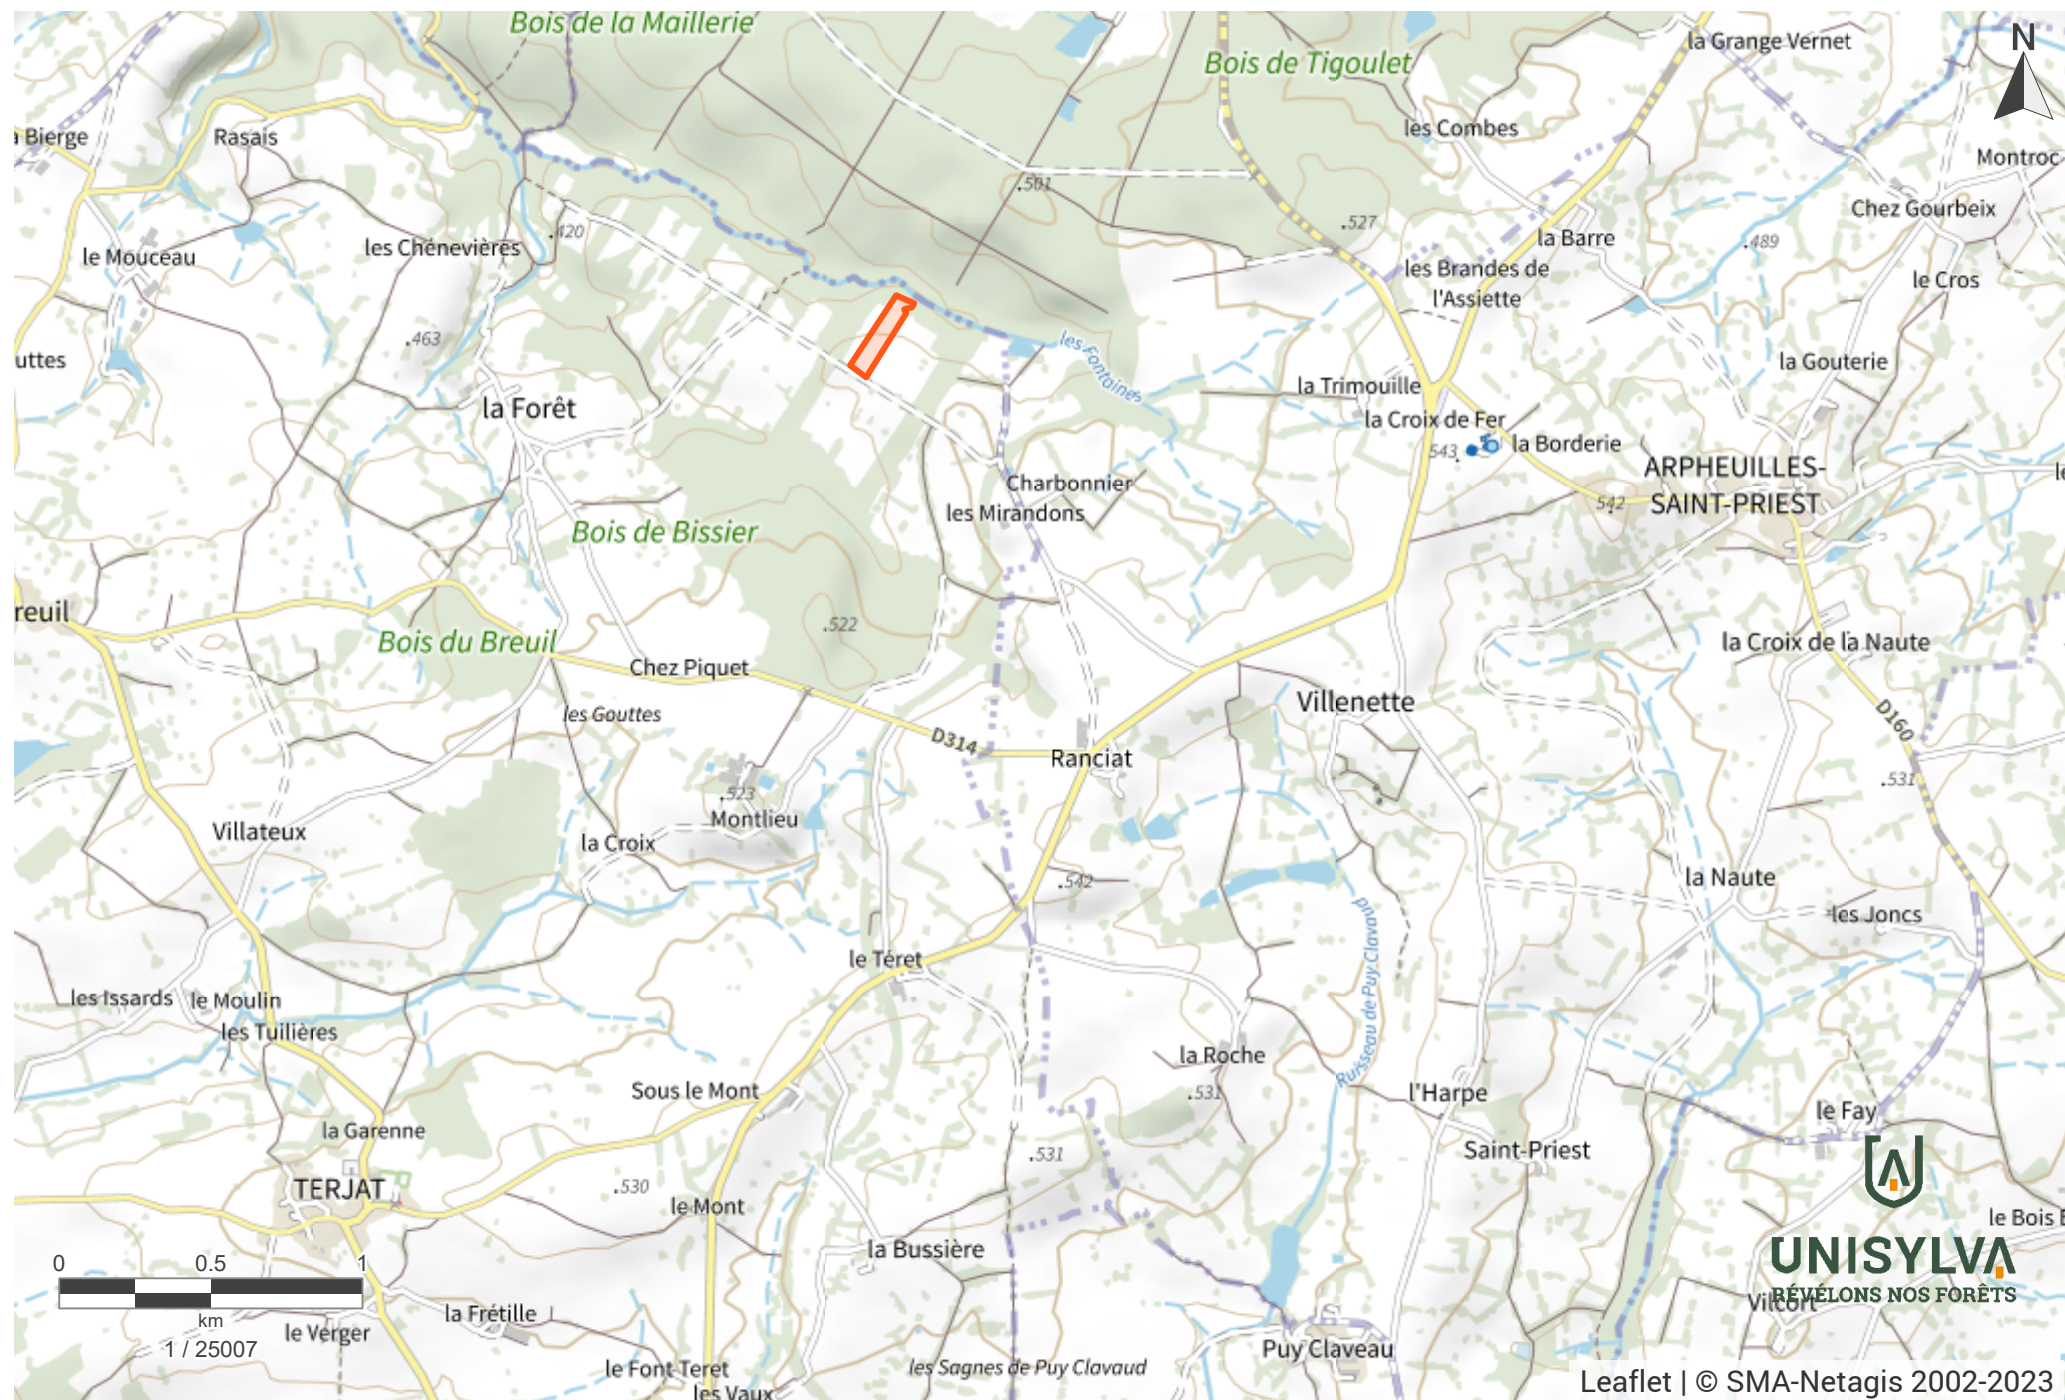 Bois de la Maillerie
la Grange Vernet
N
Bois de Tigoulet
les Combes
Bierge
Rasais
Montroc
.501
Chez Gourbeix
.527
.420
la Barre
.489
les Chénevières
le Mouceau
les Brandes de
l'Assiette
le Cros
.463
les Fontaines
uttes
la Gouterie
la Trimouille
la Forêt
la Croix de Fer
543
la Borderie
ARPHEUILLES-
SAINT-PRIEST
Charbonnier
542
les Mirandons
Bois de Bissier
reuil
.522
Bois du Breuil
la Croix de la Naute
Chez Piquet
Villenette
les Gouttes
D160
D314
Ranciat
.531
.523
Montlieu
Villateux
la Croix
.542
la Naute
les Joncs
Ruisseau de Puy Clavaud
le Téret
les Issards
le Moulin
les Tuilières
la Roche
Sous le Mont
.531
l'Harpe
la Garenne
le Fay
Saint-Priest
.531
TERJAT
.530
le Mont
le Bois
la Bussière
UNISYLVA
RÉVÉLONS NOS FORÊTS
0 0.5 1
km
1 / 25007
Vilcort
la Frétille
le Verger
Puy Claveau
le Font Teret
les Sagnes de Puy Clavaud
les Vaux
Leaflet | © SMA-Netagis 2002-2023